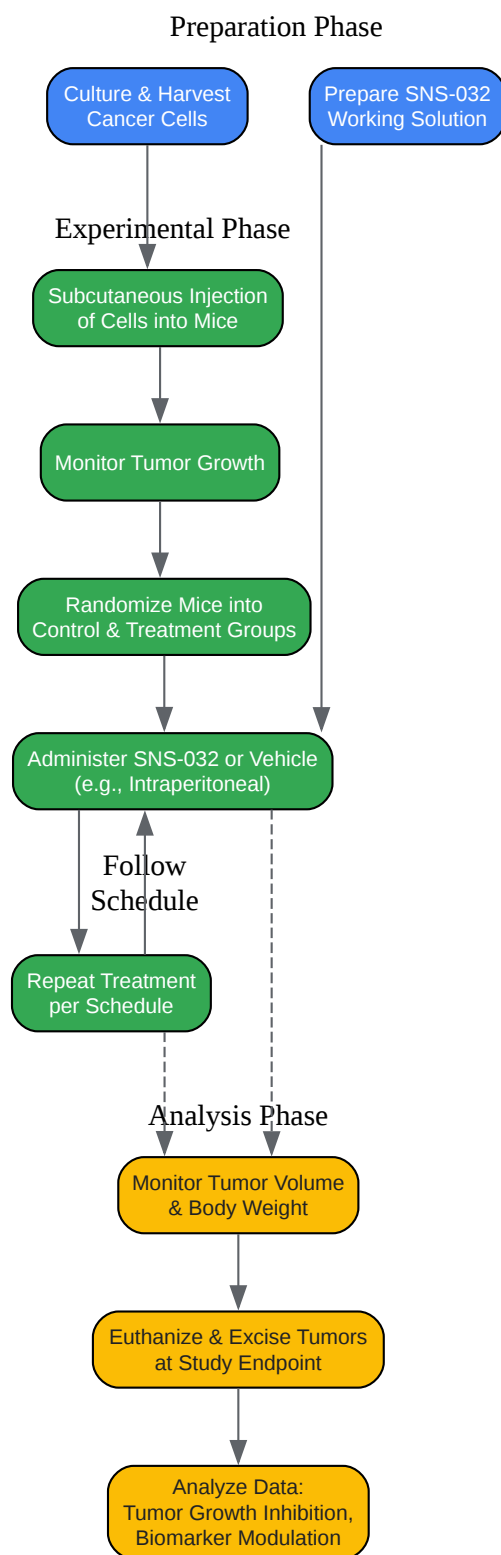 Preparation Phase
Culture & Harvest
Cancer Cells
Prepare SNS-032
Working Solution
Experimental Phase
Subcutaneous Injection
of Cells into Mice
Monitor Tumor Growth
Randomize Mice into
Control & Treatment Groups
Administer SNS-032 or Vehicle
(e.g., Intraperitoneal)
Follow
Schedule
Repeat Treatment
per Schedule
Analysis Phase
Monitor Tumor Volume
& Body Weight
Euthanize & Excise Tumors
at Study Endpoint
Analyze Data:
Tumor Growth Inhibition,
Biomarker Modulation